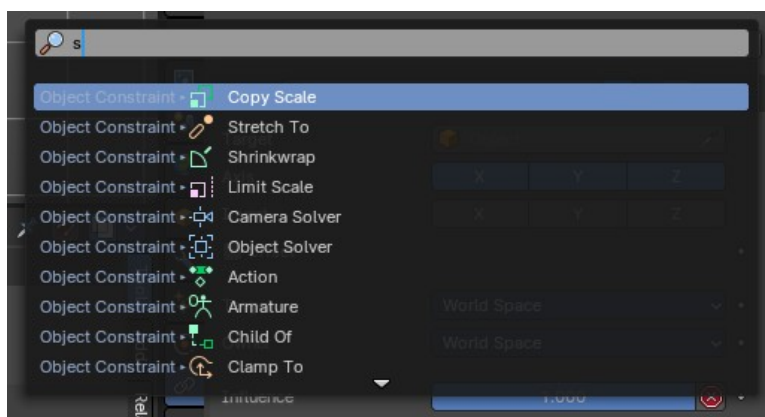 s
Object Constraint ▸ Copy Scale
Object Constraint ▸ Stretch To
Object Constraint ▸ Shrinkwrap
Object Constraint ▸ Limit Scale
Object Constraint ▸ Camera Solver
Object Constraint ▸ Object Solver
Object Constraint ▸ Action
Object Constraint ▸ Armature
Object Constraint ▸ Child Of
Object Constraint ▸ Clamp To
Target
X Y Z
X Y Z
World Space
World Space
Influence 1.000
Rel